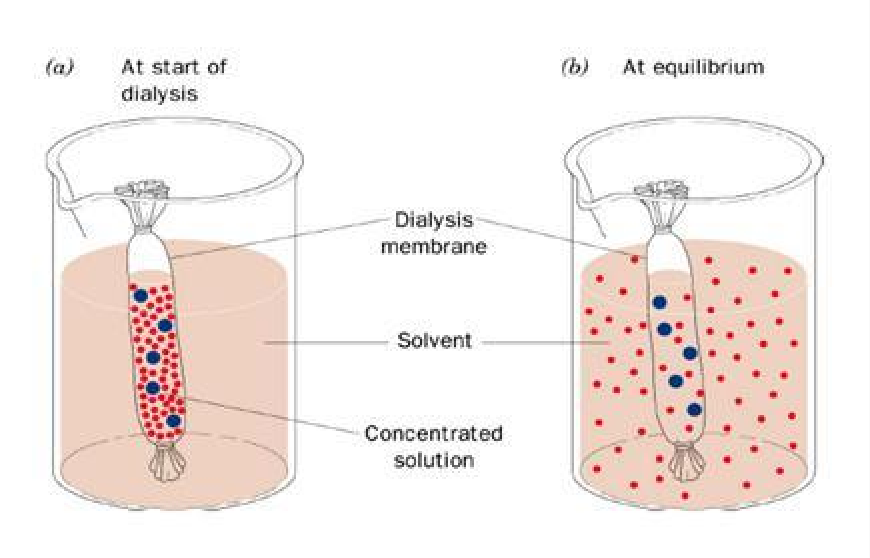 (a) At start of
dialysis
(b) At equilibrium
Dialysis
membrane
Solvent
Concentrated
solution